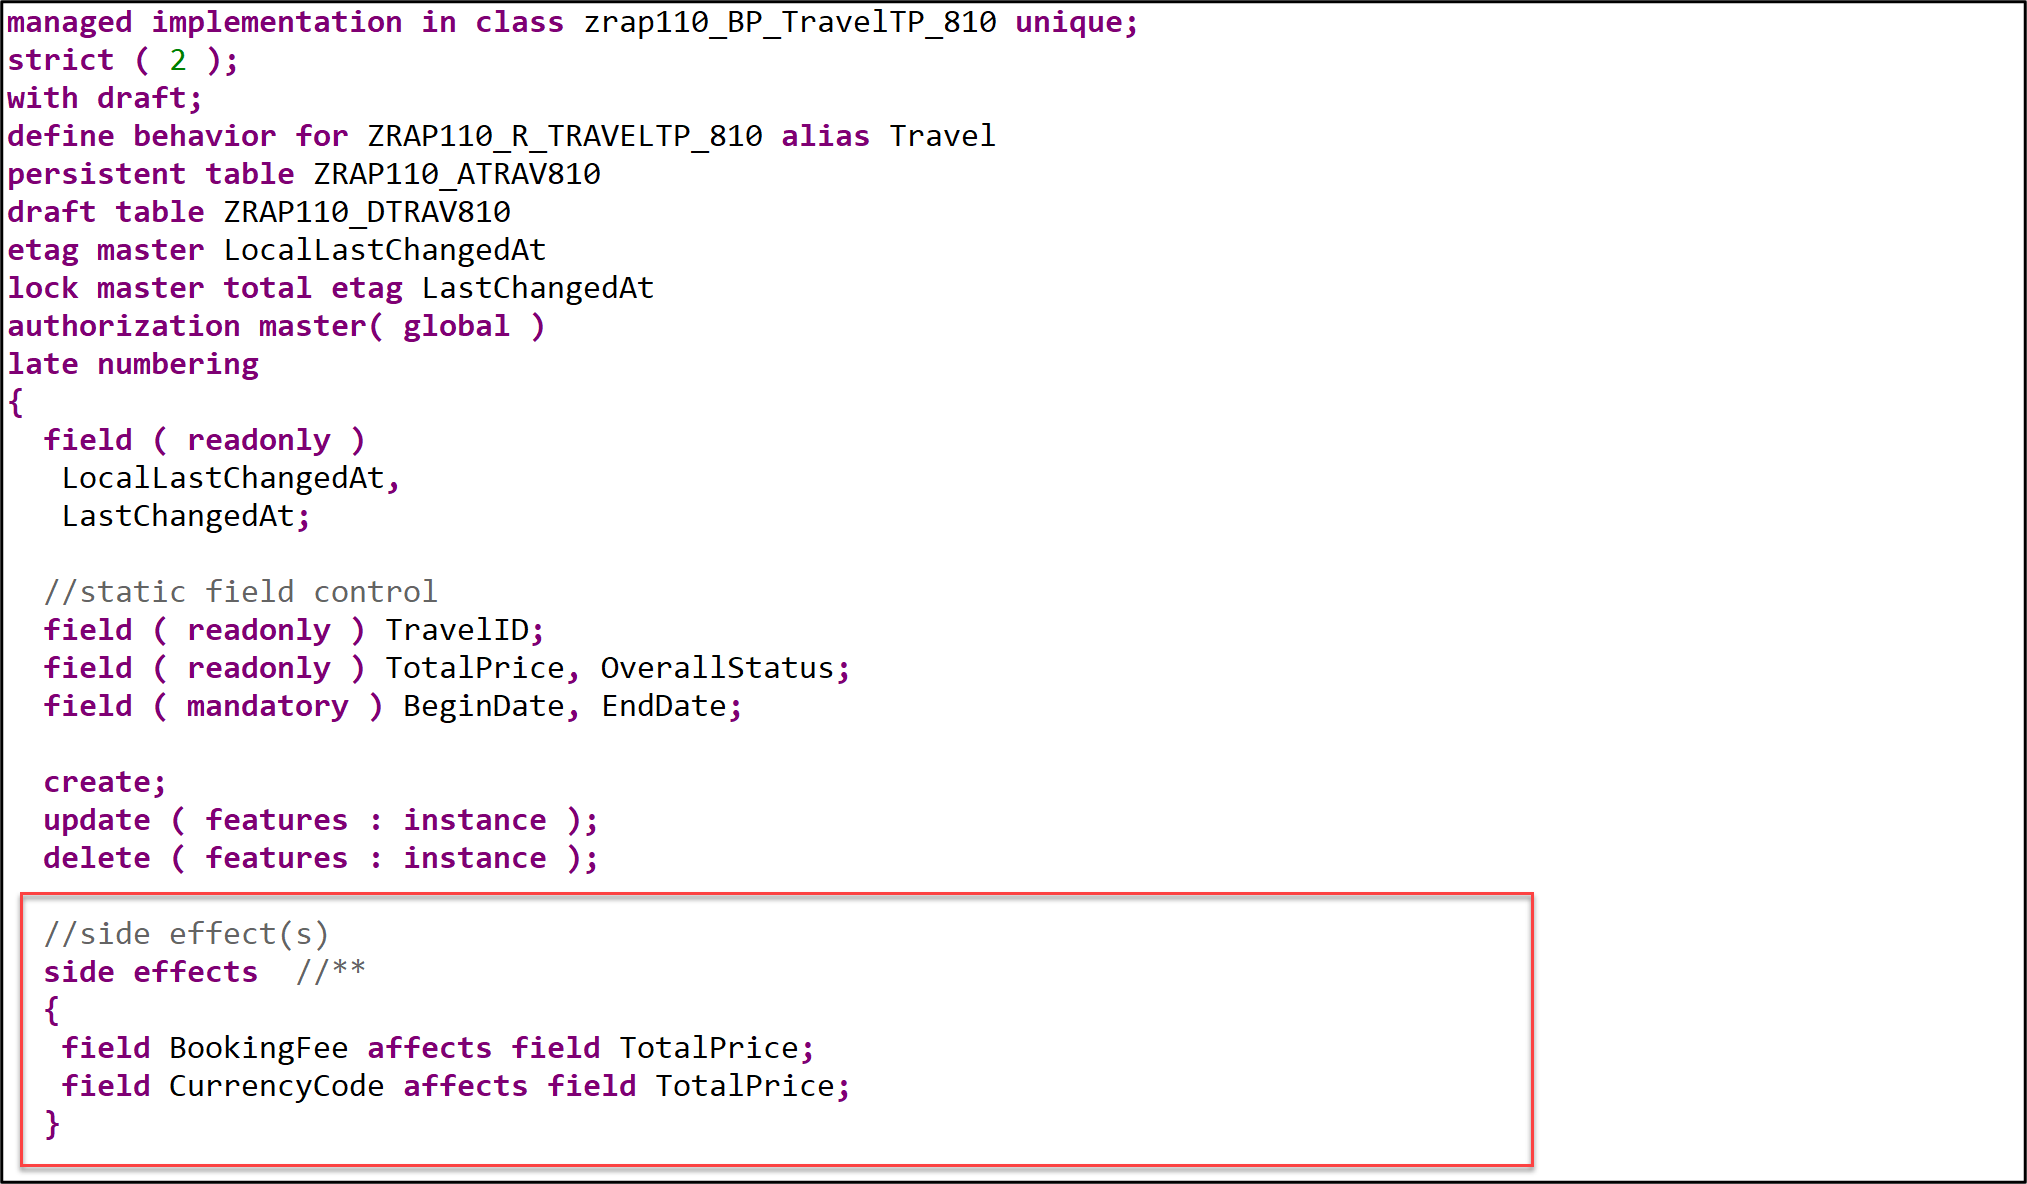 managed implementation in class zrap110_BP_TravelTP_810 unique;
strict ( 2 );
with draft;
define behavior for ZRAP110_R_TRAVELTP_810 alias Travel
persistent table ZRAP110_ATRAV810
draft table ZRAP110_DTRAV810
etag master LocalLastChangedAt
lock master total etag LastChangedAt
authorization master( global )
late numbering
{
  field ( readonly )
   LocalLastChangedAt,
   LastChangedAt;

  //static field control
  field ( readonly ) TravelID;
  field ( readonly ) TotalPrice, OverallStatus;
  field ( mandatory ) BeginDate, EndDate;

  create;
  update ( features : instance );
  delete ( features : instance );

  //side effect(s)
  side effects  //**
  {
   field BookingFee affects field TotalPrice;
   field CurrencyCode affects field TotalPrice;
  }